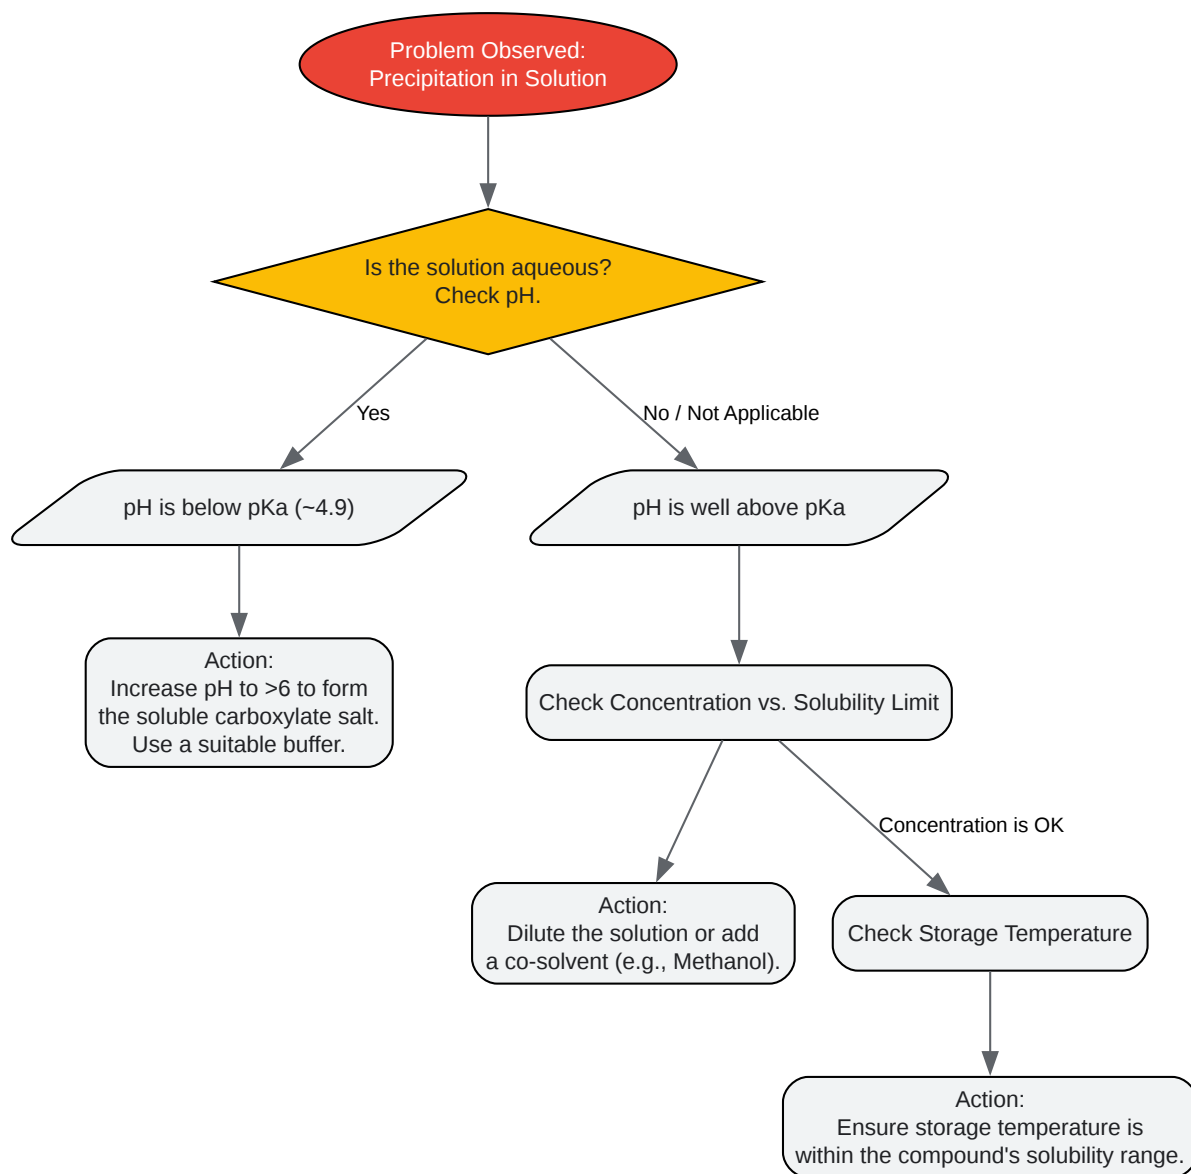 Problem Observed:
Precipitation in Solution
Is the solution aqueous?
Check pH.
Yes
No / Not Applicable
pH is below pKa (~4.9)
pH is well above pKa
Action:
Increase pH to >6 to form
the soluble carboxylate salt.
Use a suitable buffer.
Check Concentration vs. Solubility Limit
Concentration is OK
Action:
Dilute the solution or add
a co-solvent (e.g., Methanol).
Check Storage Temperature
Action:
Ensure storage temperature is
within the compound's solubility range.